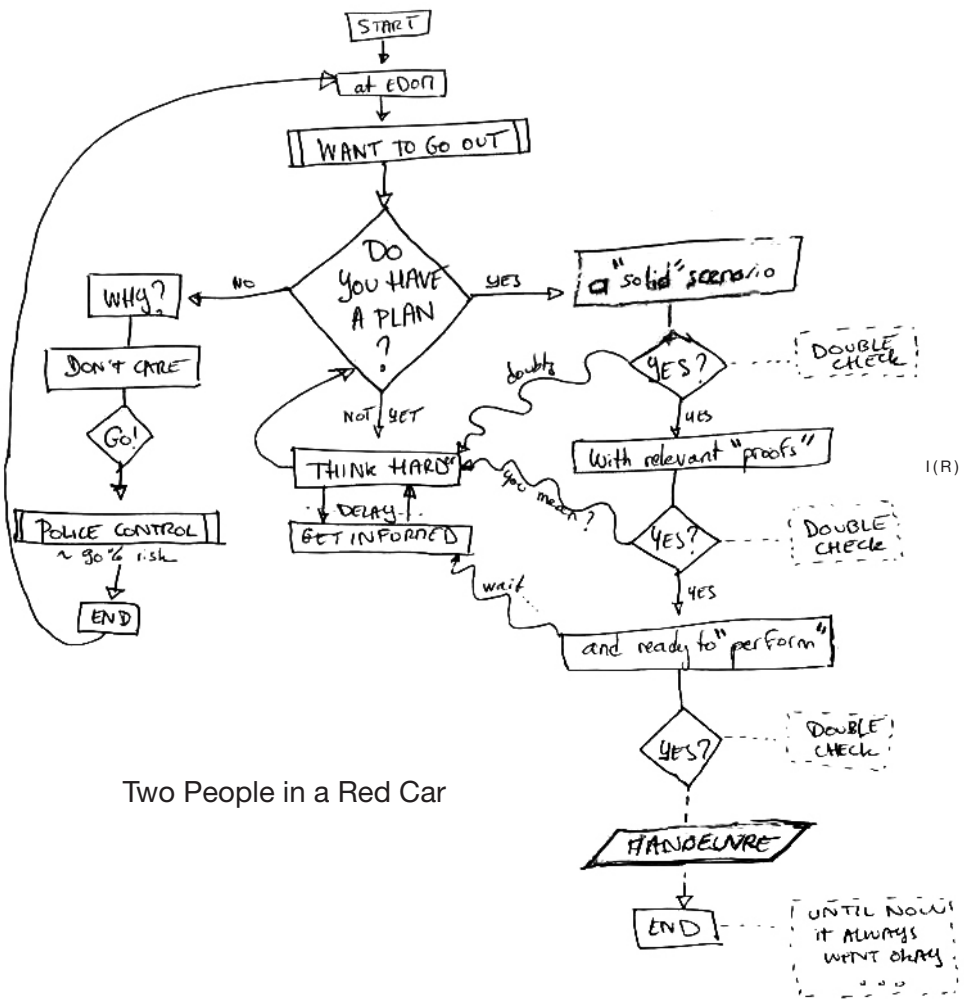 START
at EDOM
WANT TO GO OUT
DO
YOU HAVE
A PLAN
?
NO
YES
NOT YET
WHY?
DON'T CARE
GO!
POLICE CONTROL
~ 90% risk
END
THINK HARD"
DELAY
GET INFORMED
a "solid" scenario
YES?
DOUBLE
CHECK
doubts
YES
With relevant "proofs"
I(R)
you mean?
YES?
DOUBLE
CHECK
YES
wait
and ready to "perform"
YES?
DOUBLE
CHECK
MANOEUVRE
END
UNTIL NOW
IT ALWAYS
WENT OKAY
...
Two People in a Red Car